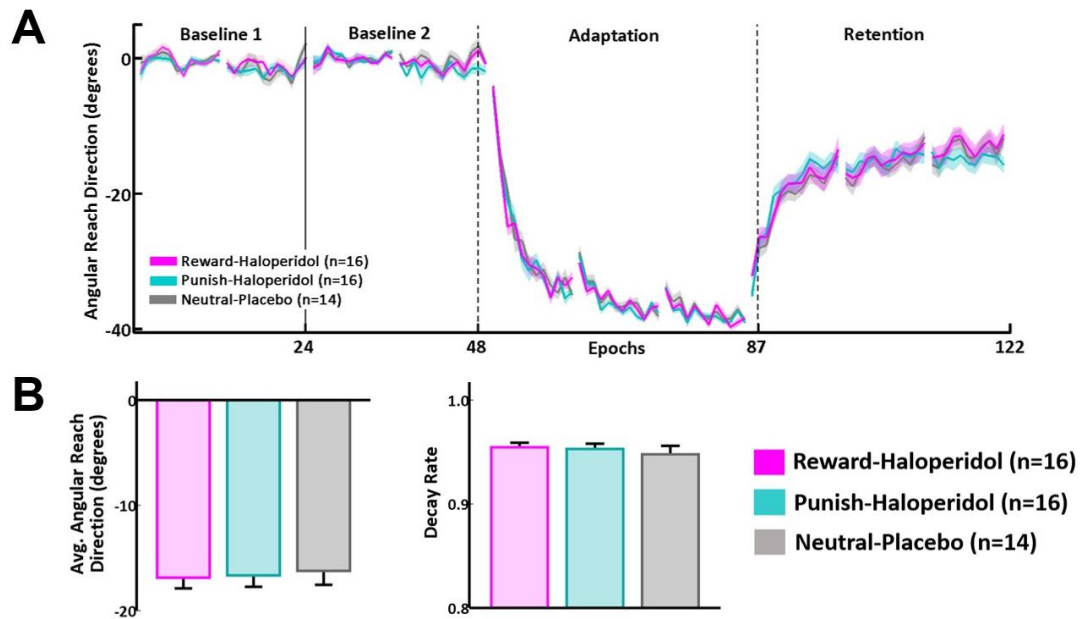 A
Baseline 1
Baseline 2
Adaptation
Retention
Angular Reach Direction (degrees)
0
-20
-40
Reward-Haloperidol (n=16)
Punish-Haloperidol (n=16)
Neutral-Placebo (n=14)
24
48
Epochs
87
122
B
Avg. Angular Reach
Direction (degrees)
0
-10
-20
Decay Rate
1.0
0.9
0.8
Reward-Haloperidol (n=16)
Punish-Haloperidol (n=16)
Neutral-Placebo (n=14)